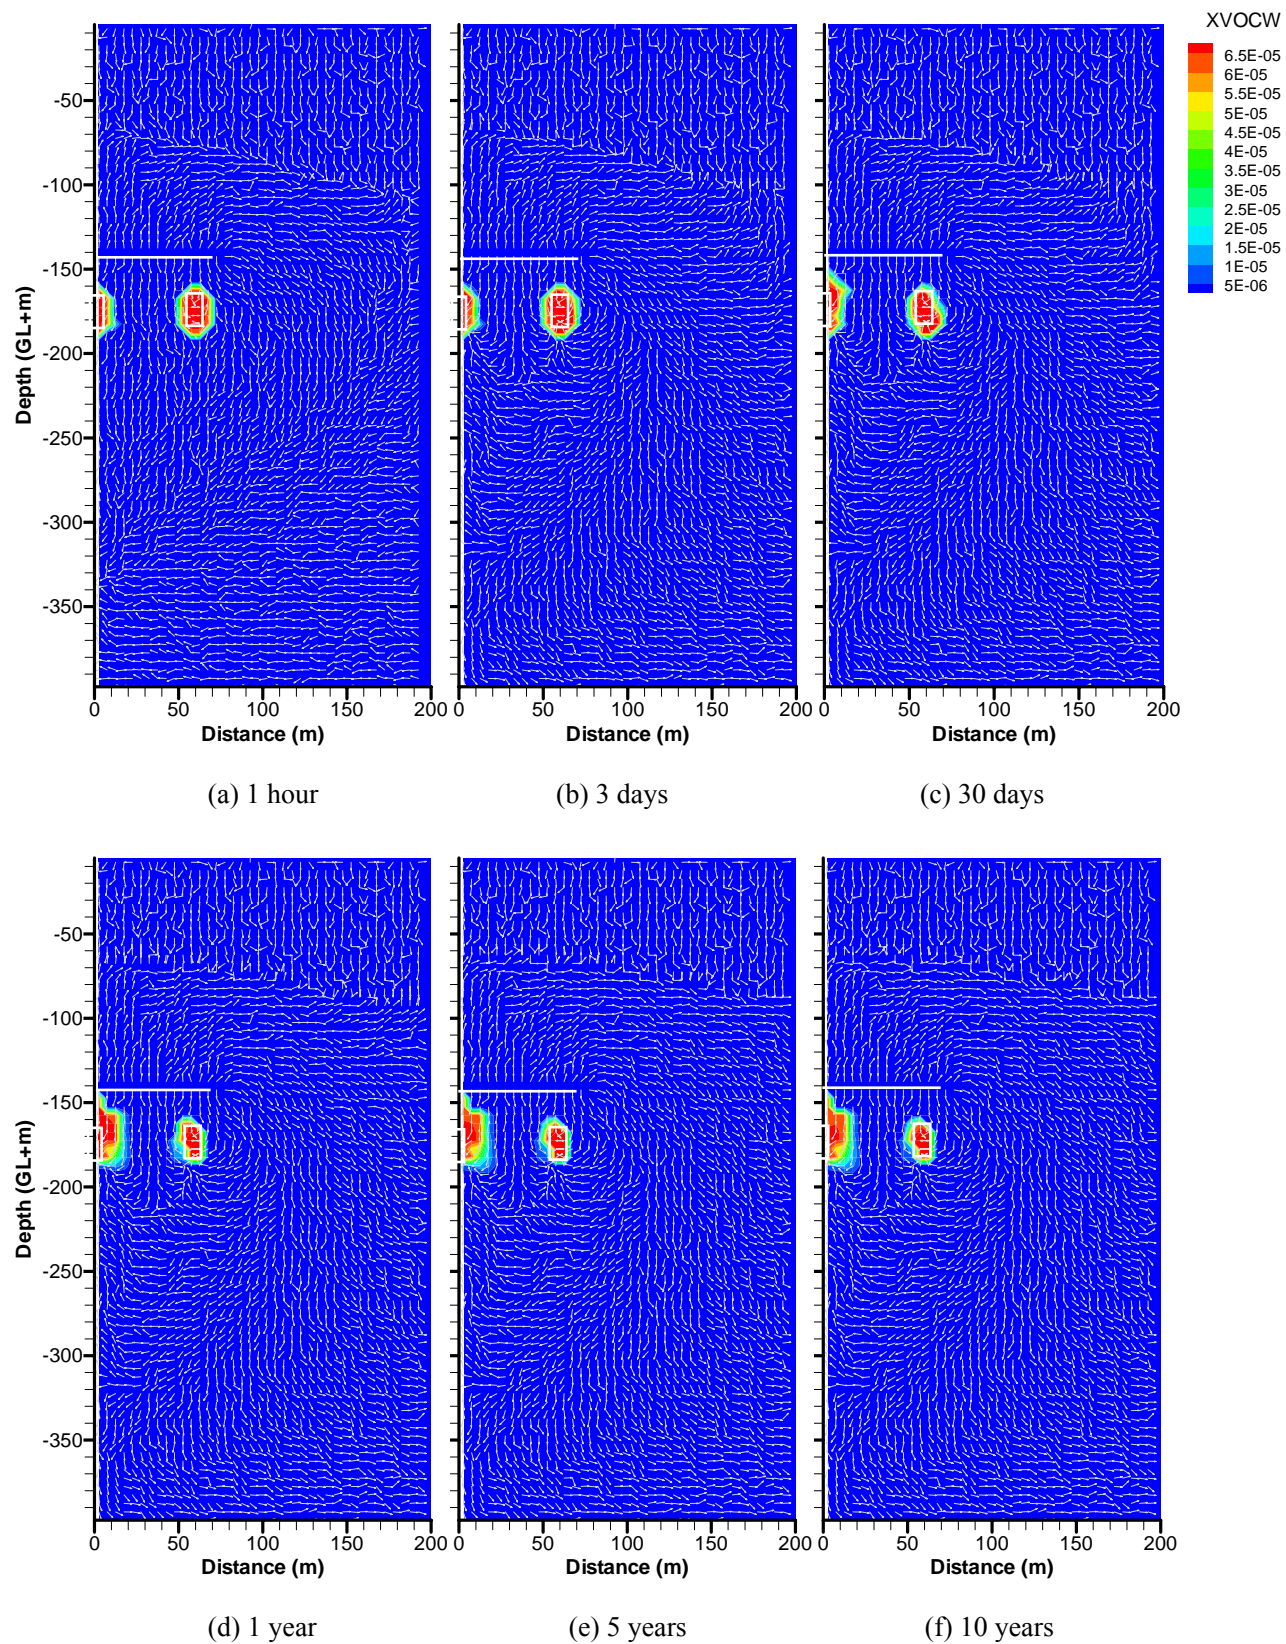 XVOCW
6.5E-05
6E-05
5.5E-05
5E-05
4.5E-05
4E-05
3.5E-05
3E-05
2.5E-05
2E-05
1.5E-05
1E-05
5E-06
Depth (GL+m)
-50
-100
-150
-200
-250
-300
-350
0 50 100 150 200
0 50 100 150 200
0 50 100 150 200
Distance (m) Distance (m) Distance (m)
(a) 1 hour (b) 3 days (c) 30 days
Depth (GL+m)
-50
-100
-150
-200
-250
-300
-350
0 50 100 150 200
0 50 100 150 200
0 50 100 150 200
Distance (m) Distance (m) Distance (m)
(d) 1 year (e) 5 years (f) 10 years